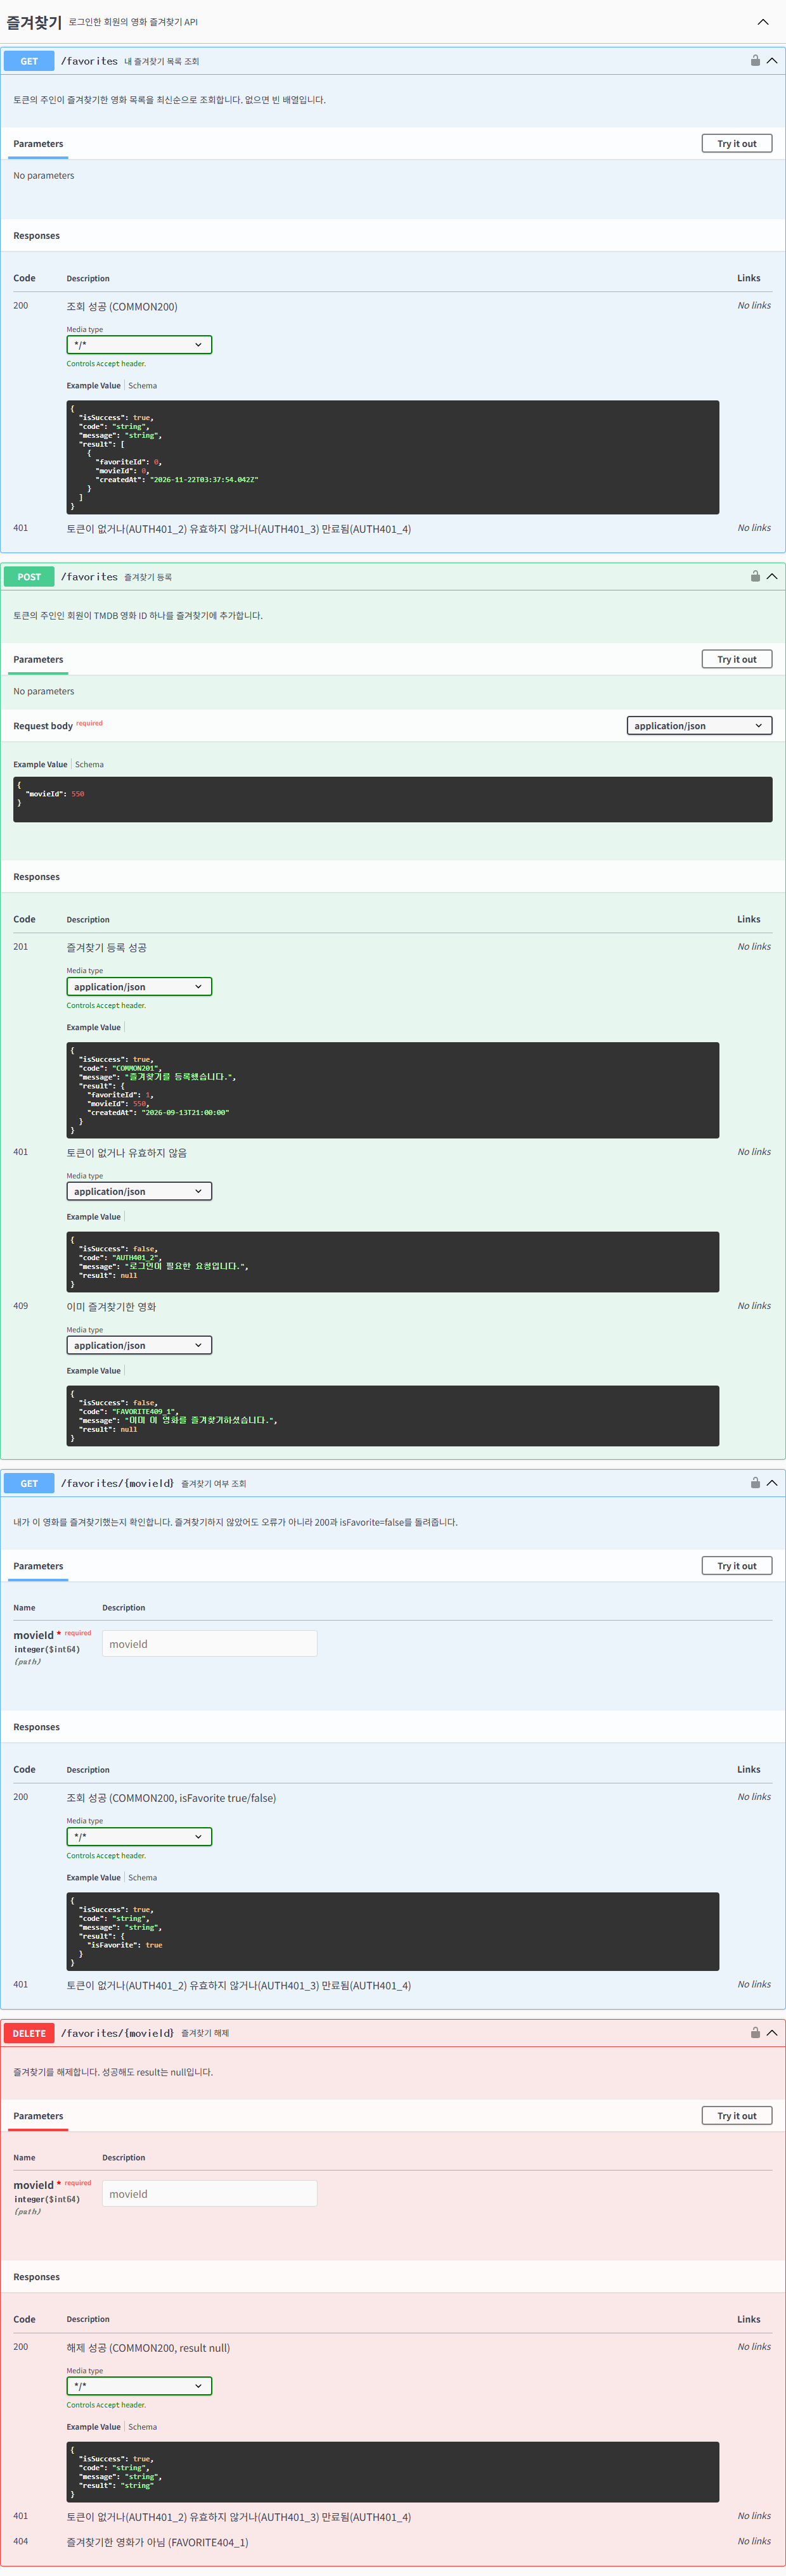 즐겨찾기 로그인한 회원의 영화 즐겨찾기 API
GET /favorites 내 즐겨찾기 목록 조회
토큰의 주인이 즐겨찾기한 영화 목록을 최신순으로 조회합니다. 없으면 빈 배열입니다.
Parameters Try it out
No parameters
Responses
Code Description Links
200 조회 성공 (COMMON200) No links
Media type
*/*
Controls Accept header.
Example Value Schema
{
"isSuccess": true,
"code": "string",
"message": "string",
"result": [
{
"favoriteId": 0,
"movieId": 0,
"createdAt": "2026-11-22T03:37:54.042Z"
}
]
}
401 토큰이 없거나(AUTH401_2) 유효하지 않거나(AUTH401_3) 만료됨(AUTH401_4) No links
POST /favorites 즐겨찾기 등록
토큰의 주인인 회원이 TMDB 영화 ID 하나를 즐겨찾기에 추가합니다.
Parameters Try it out
No parameters
Request body required application/json
Example Value Schema
{
"movieId": 550
}
Responses
Code Description Links
201 즐겨찾기 등록 성공 No links
Media type
application/json
Controls Accept header.
Example Value
{
"isSuccess": true,
"code": "COMMON201",
"message": "즐겨찾기를 등록했습니다.",
"result": {
"favoriteId": 1,
"movieId": 550,
"createdAt": "2026-09-13T21:00:00"
}
}
401 토큰이 없거나 유효하지 않음 No links
Media type
application/json
Example Value
{
"isSuccess": false,
"code": "AUTH401_2",
"message": "로그인이 필요한 요청입니다.",
"result": null
}
409 이미 즐겨찾기한 영화 No links
Media type
application/json
Example Value
{
"isSuccess": false,
"code": "FAVORITE409_1",
"message": "이미 이 영화를 즐겨찾기하셨습니다.",
"result": null
}
GET /favorites/{movieId} 즐겨찾기 여부 조회
내가 이 영화를 즐겨찾기했는지 확인합니다. 즐겨찾기하지 않았어도 오류가 아니라 200과 isFavorite=false를 돌려줍니다.
Parameters Try it out
Name Description
movieId * required movieId
integer($int64)
(path)
Responses
Code Description Links
200 조회 성공 (COMMON200, isFavorite true/false) No links
Media type
*/*
Controls Accept header.
Example Value Schema
{
"isSuccess": true,
"code": "string",
"message": "string",
"result": {
"isFavorite": true
}
}
401 토큰이 없거나(AUTH401_2) 유효하지 않거나(AUTH401_3) 만료됨(AUTH401_4) No links
DELETE /favorites/{movieId} 즐겨찾기 해제
즐겨찾기를 해제합니다. 성공해도 result는 null입니다.
Parameters Try it out
Name Description
movieId * required movieId
integer($int64)
(path)
Responses
Code Description Links
200 해제 성공 (COMMON200, result null) No links
Media type
*/*
Controls Accept header.
Example Value Schema
{
"isSuccess": true,
"code": "string",
"message": "string",
"result": "string"
}
401 토큰이 없거나(AUTH401_2) 유효하지 않거나(AUTH401_3) 만료됨(AUTH401_4) No links
404 즐겨찾기한 영화가 아님 (FAVORITE404_1) No links